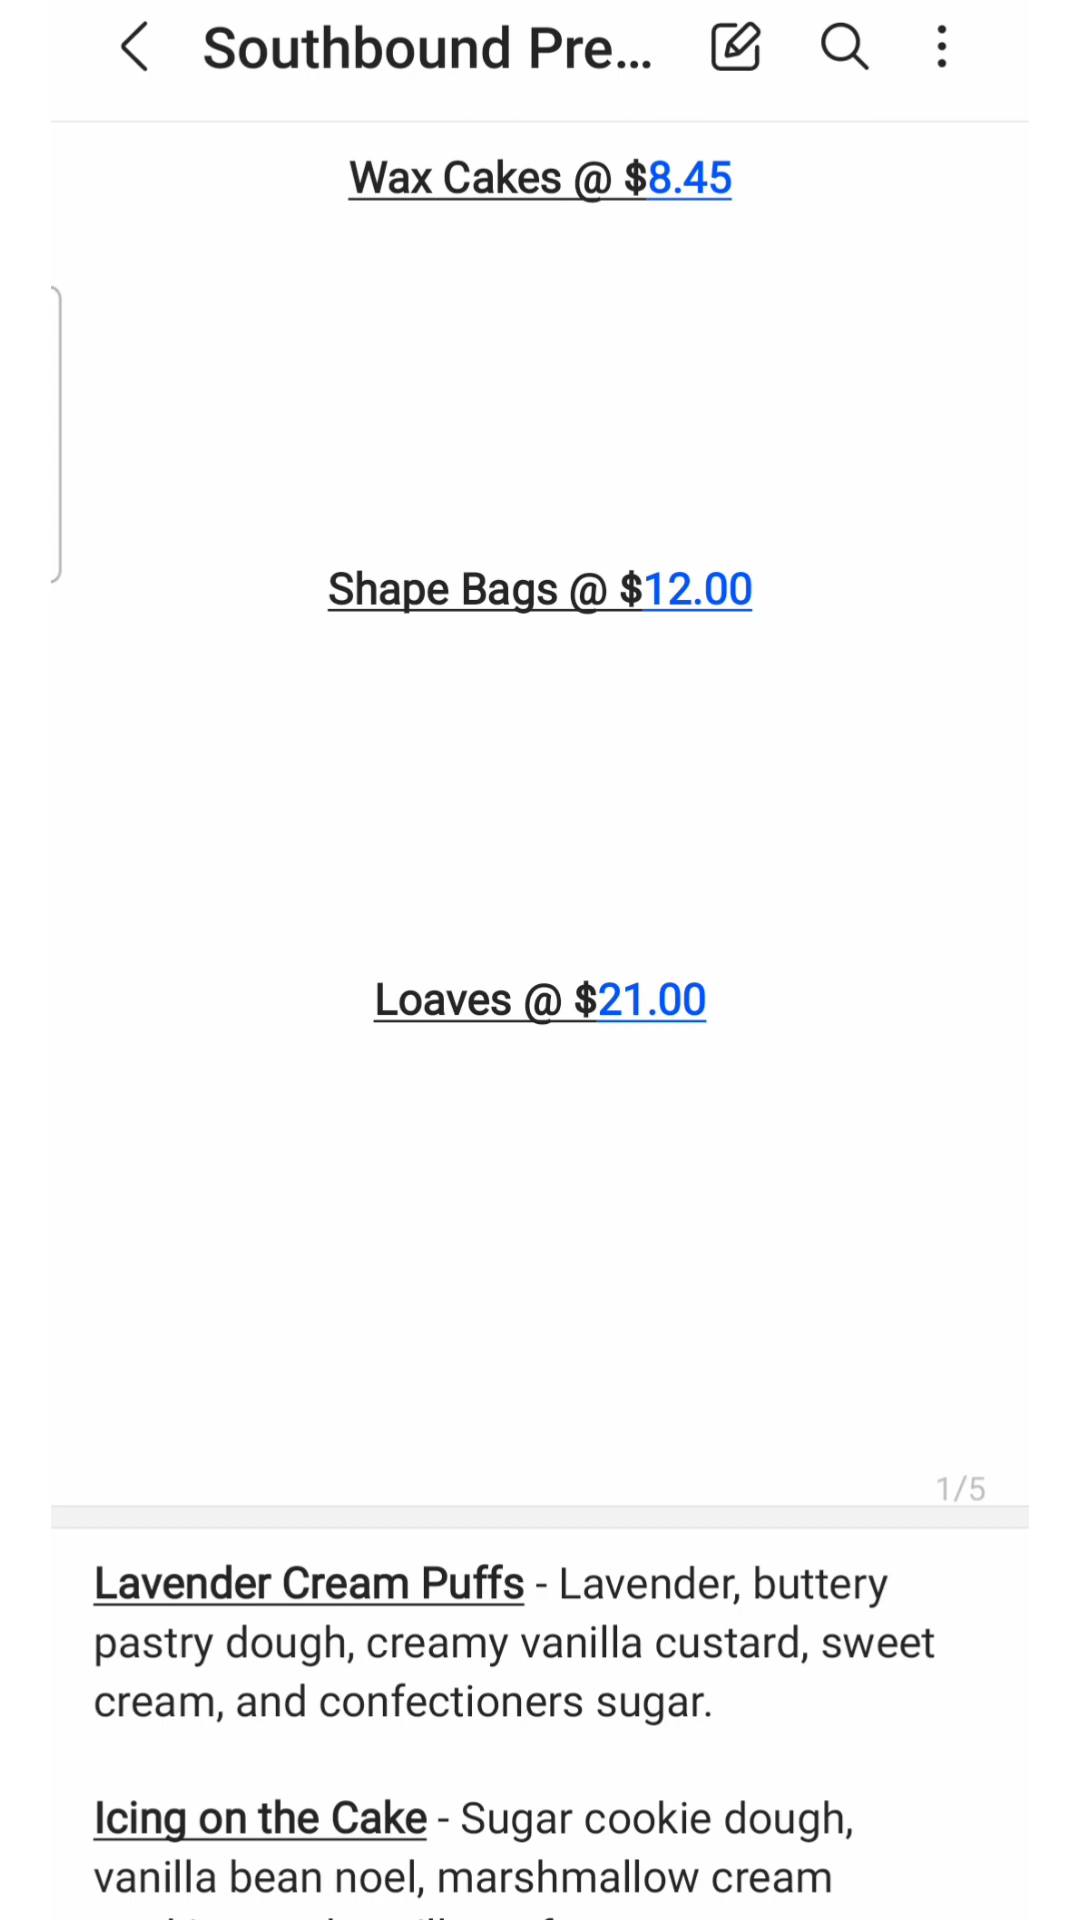 Southbound Pre...
Wax Cakes @ $8.45
Shape Bags @ $12.00
Loaves @ $21.00
1/5
Lavender Cream Puffs - Lavender, buttery
pastry dough, creamy vanilla custard, sweet
cream, and confectioners sugar.
Icing on the Cake - Sugar cookie dough,
vanilla bean noel, marshmallow cream